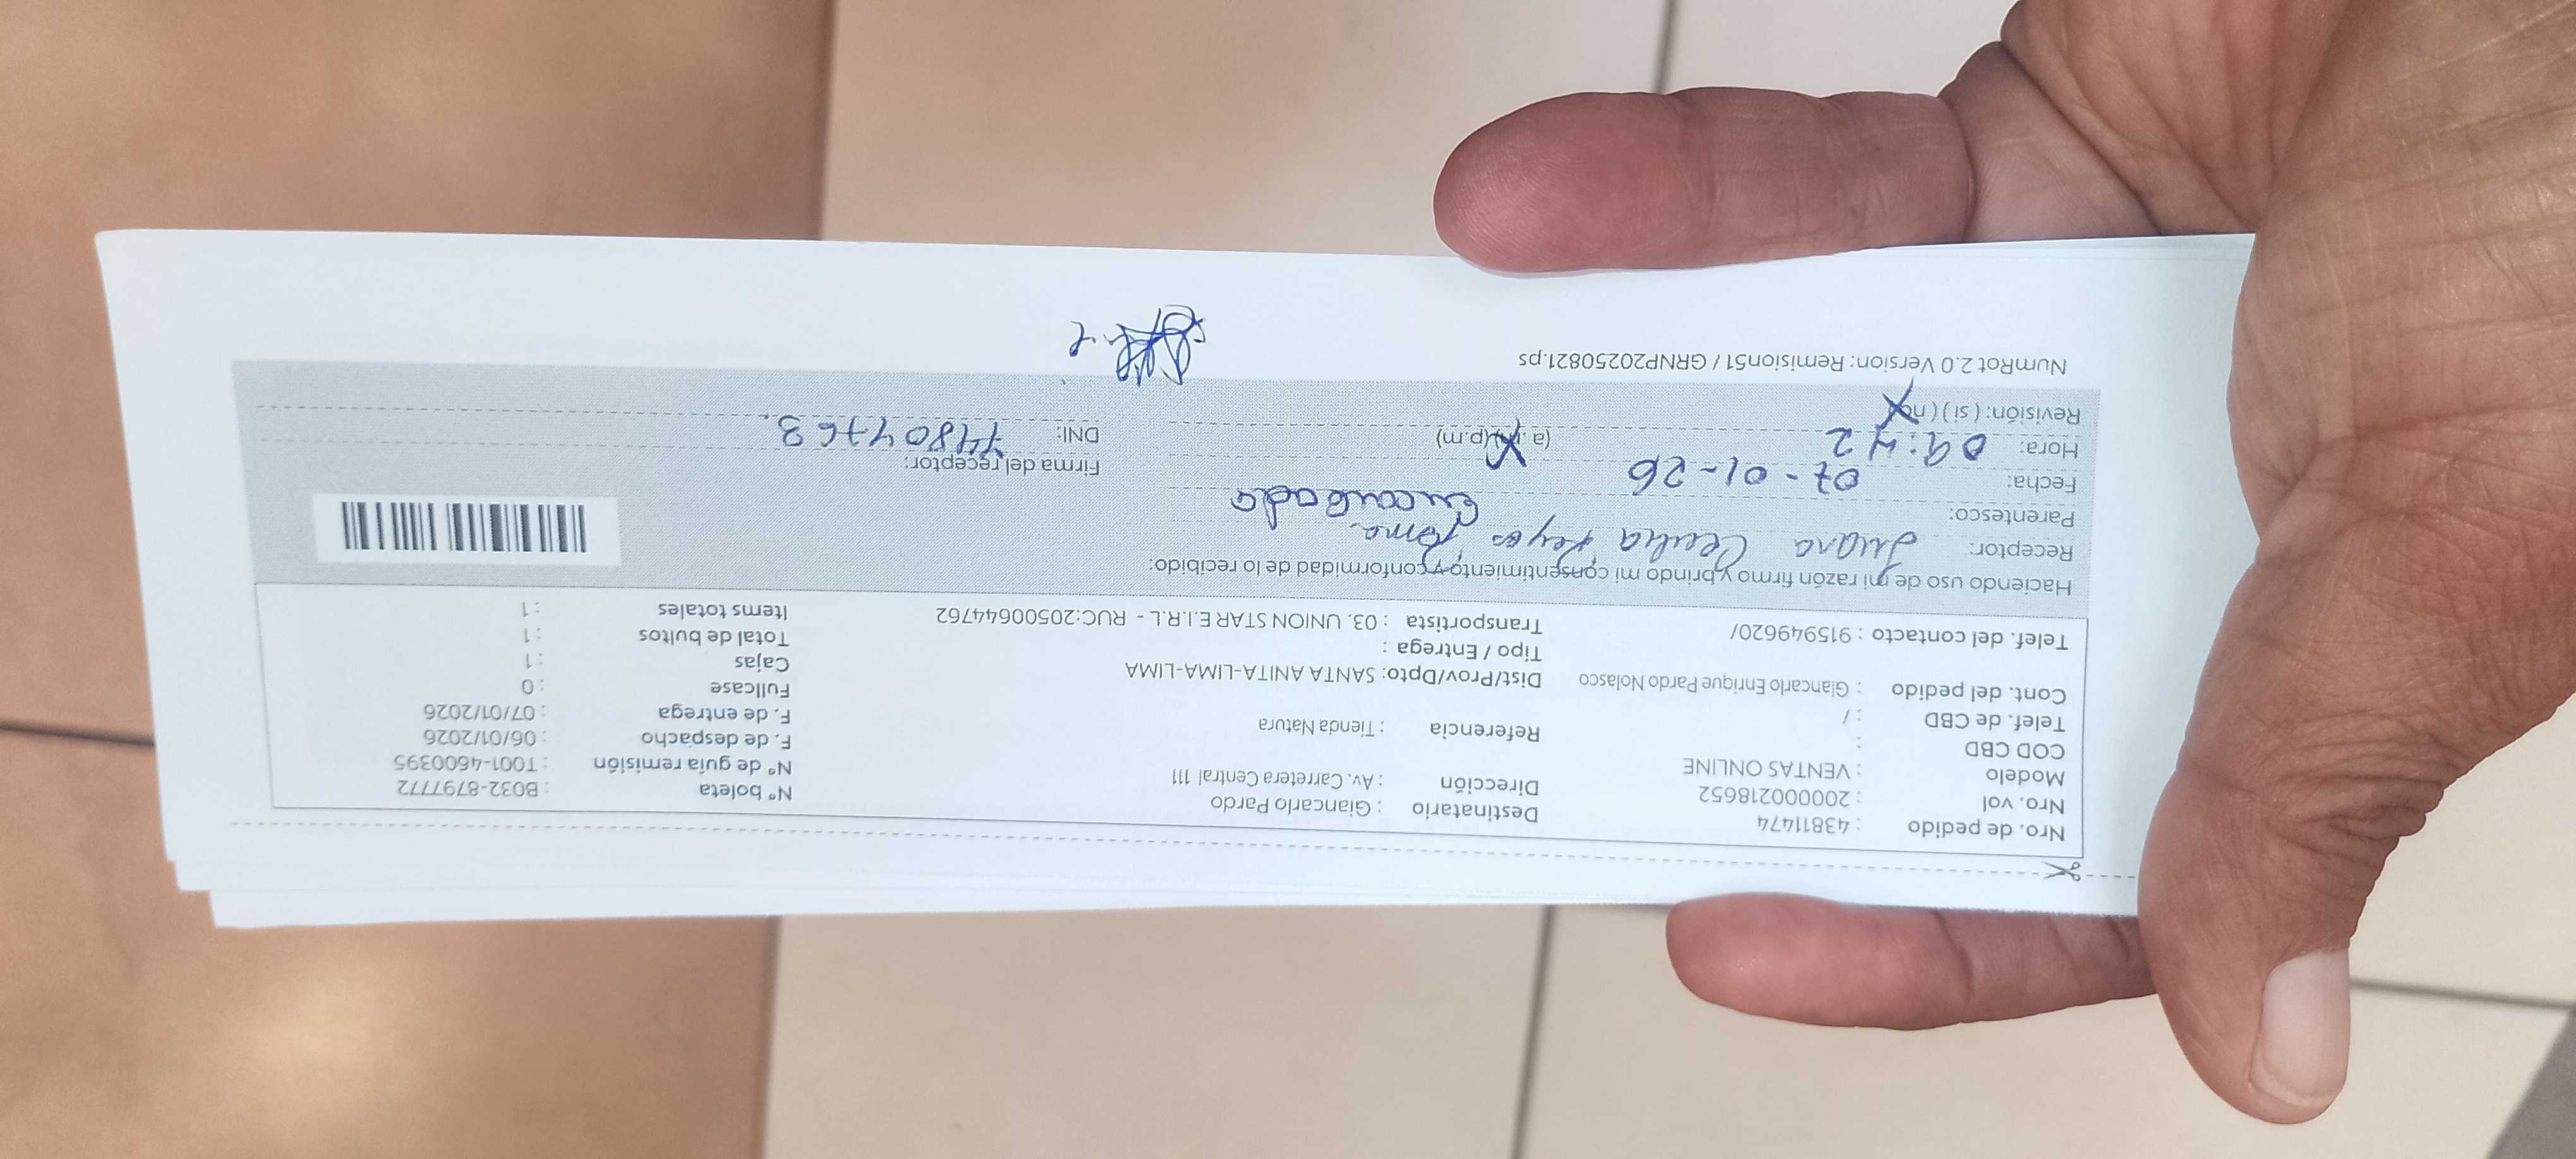 Nro. de pedido : 43811474
Nro. vol : 200000218652
Modelo : VENTAS ONLINE
COD CBD :
Telef. de CBD : /
Cont. del pedido : Giancarlo Enrique Pardo Nolasco
Telef. del contacto : 915949620/
Destinatario : Giancarlo Pardo
Dirección : Av. Carretera Central 111
Referencia : Tienda Natura
Dist/Prov/Dpto: SANTA ANITA-LIMA-LIMA
Tipo / Entrega :
Transportista : 03. UNION STAR E.I.R.L - RUC:20500644762
Nº boleta : B032-8797772
Nº de guía remisión : T001-4600395
F. de despacho : 06/01/2026
F. de entrega : 07/01/2026
Fullcase : 0
Cajas : 1
Total de bultos : 1
Items totales : 1
Haciendo uso de mi razón firmo y brindo mi consentimiento y conformidad de lo recibido:
Receptor: Juana Cecilia Reyes Poma
Parentesco: encargada
Fecha: 07-01-26
Hora: 09:42 (a.m) (p.m)
Revisión: ( si ) ( no )
Firma del receptor:
DNI:
NumRot 2.0 Version: Remision51 / GRNP20250821.ps